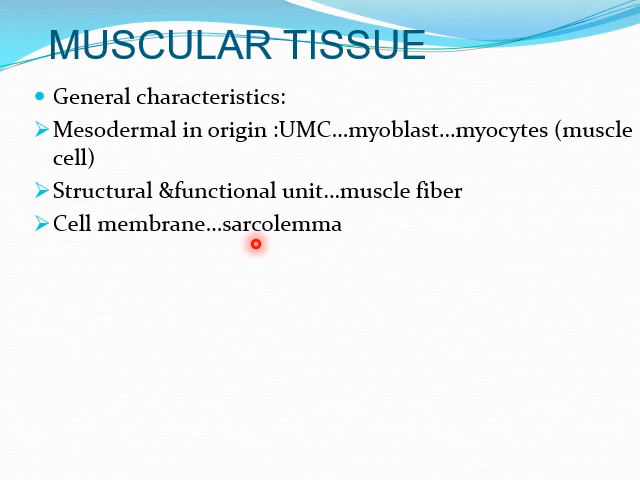 MUSCULAR TISSUE
General characteristics:
Mesodermal in origin :UMC...myoblast...myocytes (muscle
cell)
Structural &functional unit...muscle fiber
Cell membrane...sarcolemma